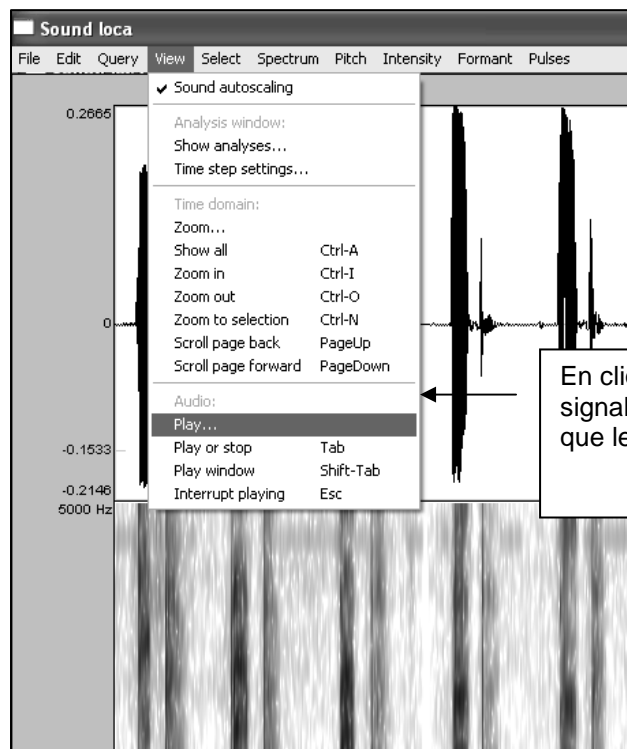 Sound loca
File Edit Query View Select Spectrum Pitch Intensity Formant Pulses
✓ Sound autoscaling
Analysis window:
Show analyses...
Time step settings...
Time domain:
Zoom...
Show all Ctrl-A
Zoom in Ctrl-I
Zoom out Ctrl-O
Zoom to selection Ctrl-N
Scroll page back PageUp
Scroll page forward PageDown
Audio:
Play...
Play or stop Tab
Play window Shift-Tab
Interrupt playing Esc
0.2665
0
-0.1533
-0.2146
5000 Hz
En
signal
que